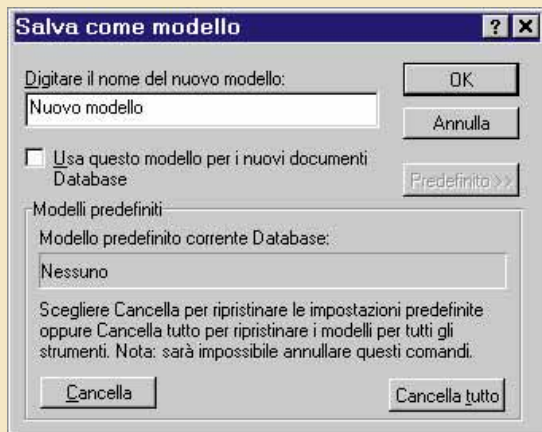 Salva come modello
Digitare il nome del nuovo modello:
Nuovo modello
OK
Annulla
Usa questo modello per i nuovi documenti
Database
Predefinito >>
Modelli predefiniti
Modello predefinito corrente Database:
Nessuno
Scegliere Cancella per ripristinare le impostazioni predefinite
oppure Cancella tutto per ripristinare i modelli per tutti gli
strumenti. Nota: sarà impossibile annullare questi comandi.
Cancella
Cancella tutto